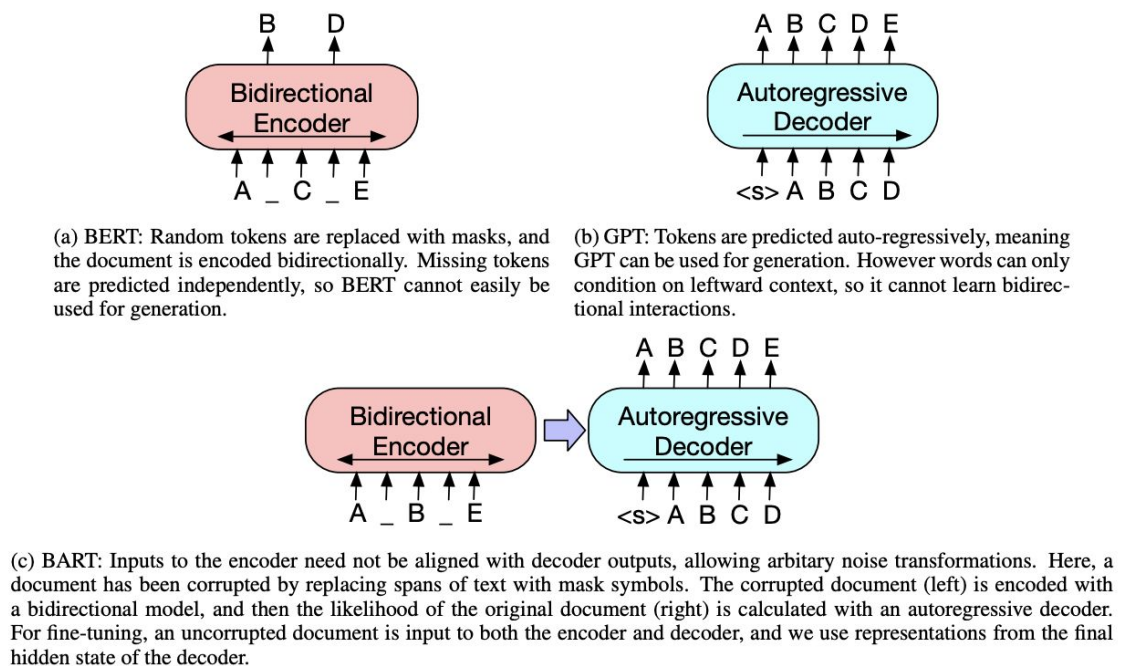 B D
Bidirectional
Encoder
A _ C _ E
(a) BERT: Random tokens are replaced with masks, and
the document is encoded bidirectionally. Missing tokens
are predicted independently, so BERT cannot easily be
used for generation.
A B C D E
Autoregressive
Decoder
<s> A B C D
(b) GPT: Tokens are predicted auto-regressively, meaning
GPT can be used for generation. However words can only
condition on leftward context, so it cannot learn bidirec-
tional interactions.
Bidirectional
Encoder
A _ B _ E
A B C D E
Autoregressive
Decoder
<s> A B C D
(c) BART: Inputs to the encoder need not be aligned with decoder outputs, allowing arbitary noise transformations. Here, a
document has been corrupted by replacing spans of text with mask symbols. The corrupted document (left) is encoded with
a bidirectional model, and then the likelihood of the original document (right) is calculated with an autoregressive decoder.
For fine-tuning, an uncorrupted document is input to both the encoder and decoder, and we use representations from the final
hidden state of the decoder.